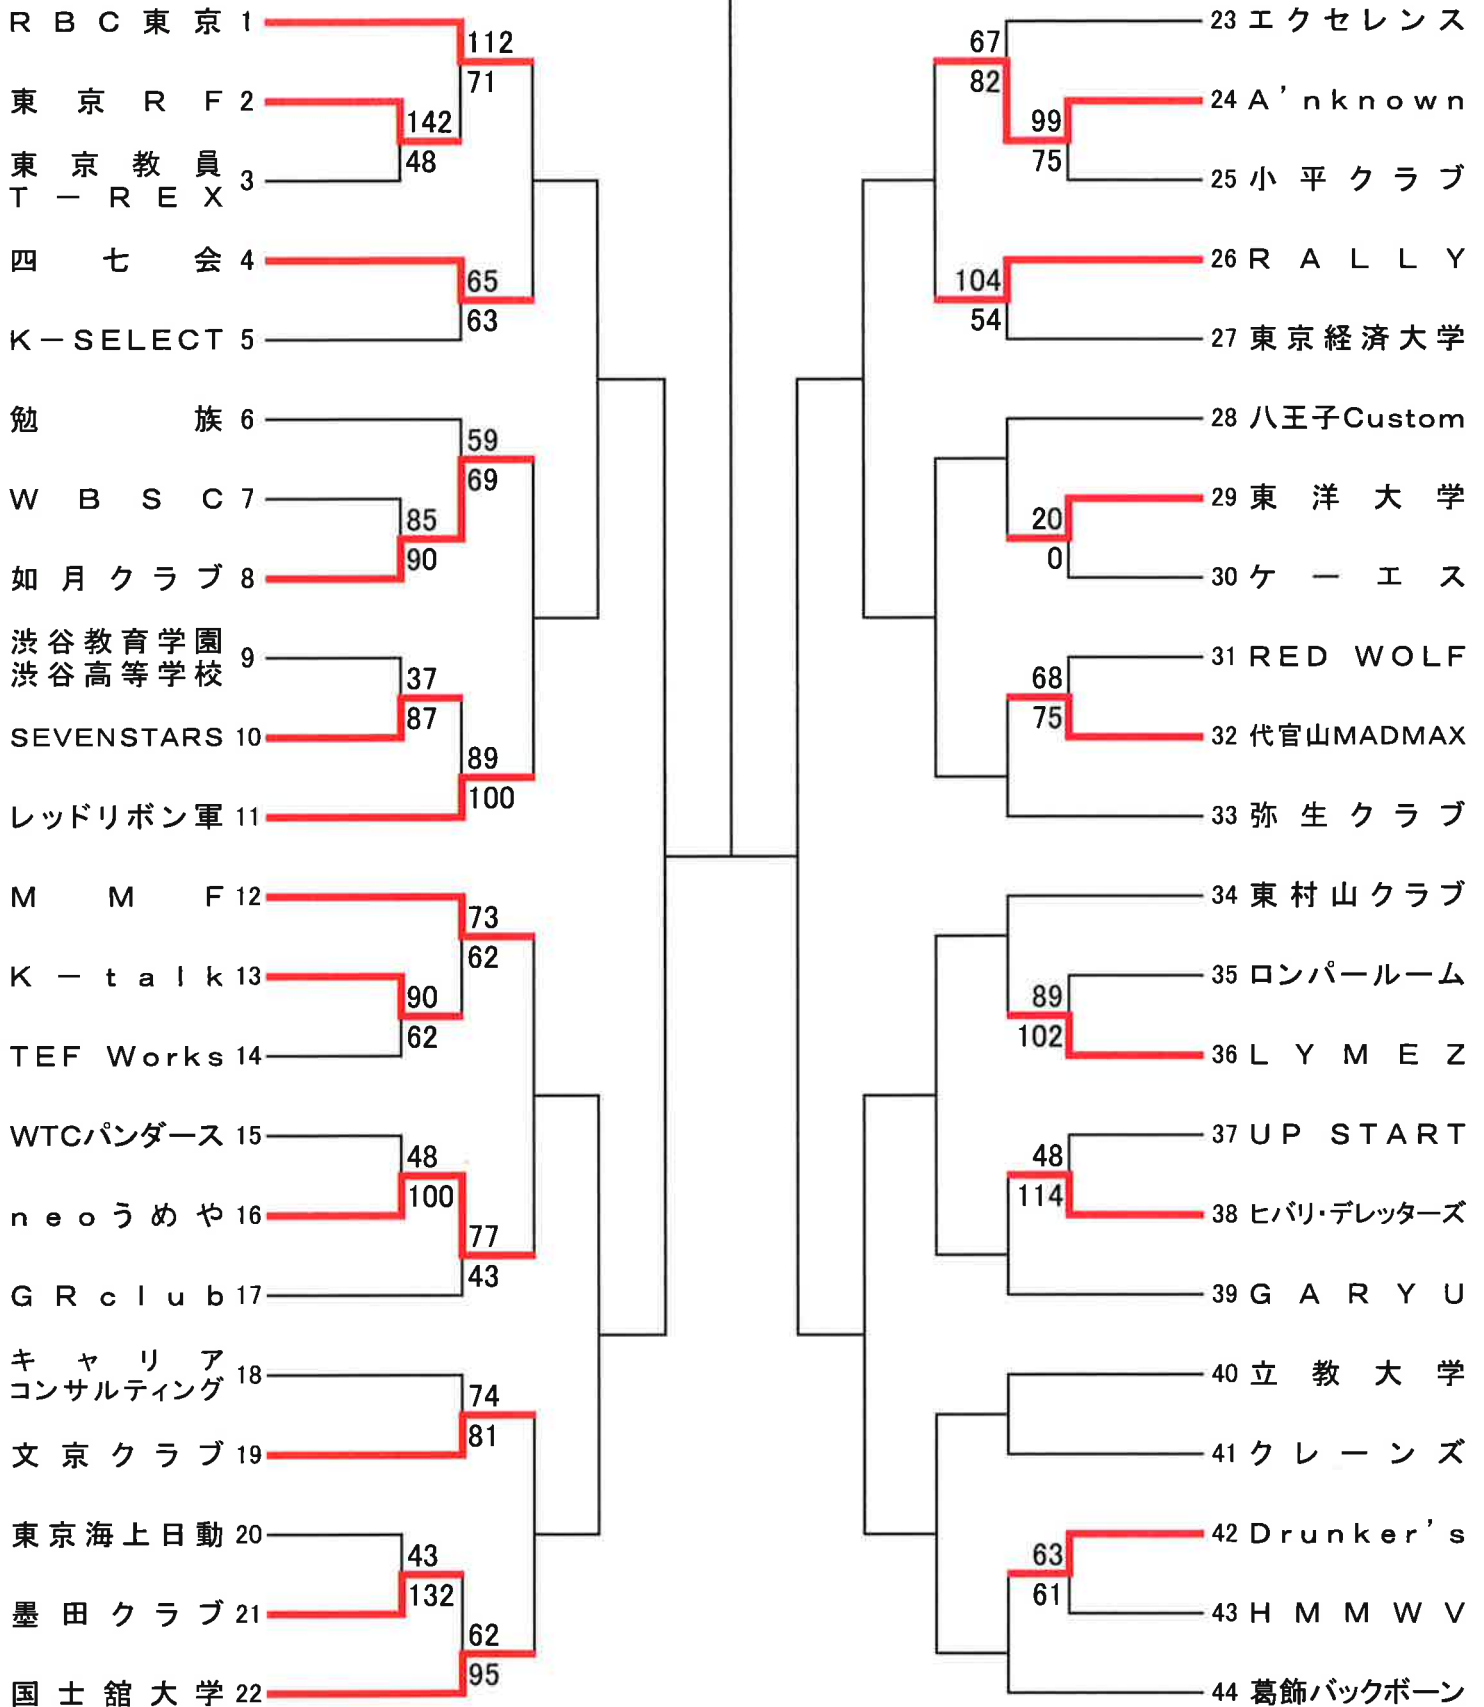 RBC東京 1
112
71
東京RF 2
142
48
東京教員
T－REX 3
四七会 4
65
63
K－SELECT 5
勉族 6
59
69
WBSC 7
85
90
如月クラブ 8
渋谷教育学園
渋谷高等学校 9
37
87
SEVENSTARS 10
89
100
レッドリボン軍 11
MMF 12
73
62
K－talk 13
90
62
TEF Works 14
WTCパンダース 15
48
100
neoうめや 16
77
43
GRclub 17
キャリア
コンサルティング 18
74
81
文京クラブ 19
東京海上日動 20
43
132
墨田クラブ 21
62
95
国士舘大学 22
23 エクセレンス
67
82
24 A'nknown
99
75
25 小平クラブ
26 RALLY
104
54
27 東京経済大学
28 八王子Custom
29 東洋大学
20
0
30 ケーエス
31 RED WOLF
68
75
32 代官山MADMAX
33 弥生クラブ
34 東村山クラブ
35 ロンパールーム
89
102
36 LYMEZ
37 UP START
48
114
38 ヒバリ・デレッターズ
39 GARYU
40 立教大学
41 クレーンズ
42 Drunker's
63
61
43 HMMWV
44 葛飾バックボーン